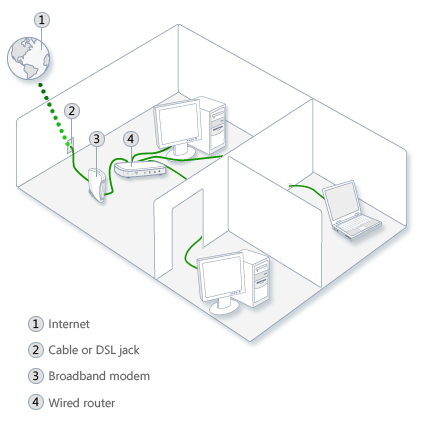 1
2
3
4
1 Internet
2 Cable or DSL jack
3 Broadband modem
4 Wired router